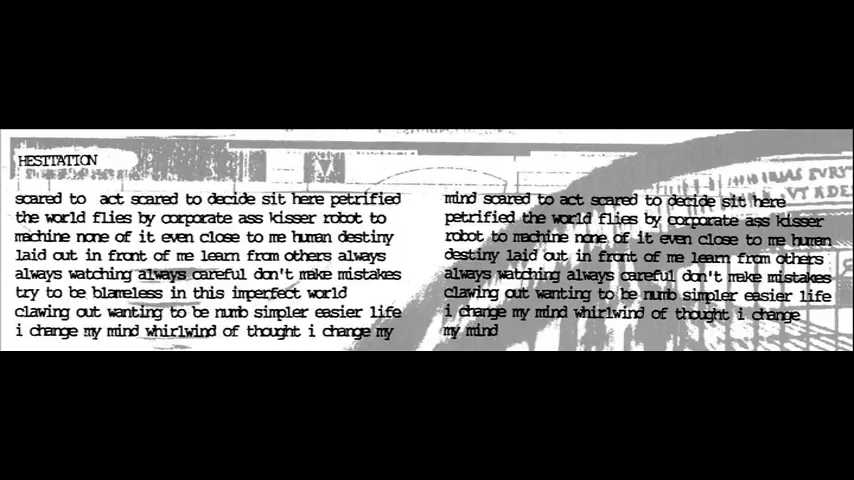 HESITATION
scared to act scared to decide sit here petrified
the world flies by corporate ass kisser robot to
machine none of it even close to me human destiny
laid out in front of me learn from others always
always watching always careful don't make mistakes
try to be blameless in this imperfect world
clawing out wanting to be numb simpler easier life
i change my mind whirlwind of thought i change my
mind scared to act scared to decide sit here
petrified the world flies by corporate ass kisser
robot to machine none of it even close to me human
destiny laid out in front of me learn from others
always watching always careful don't make mistakes
clawing out wanting to be numb simpler easier life
i change my mind whirlwind of thought i change
my mind